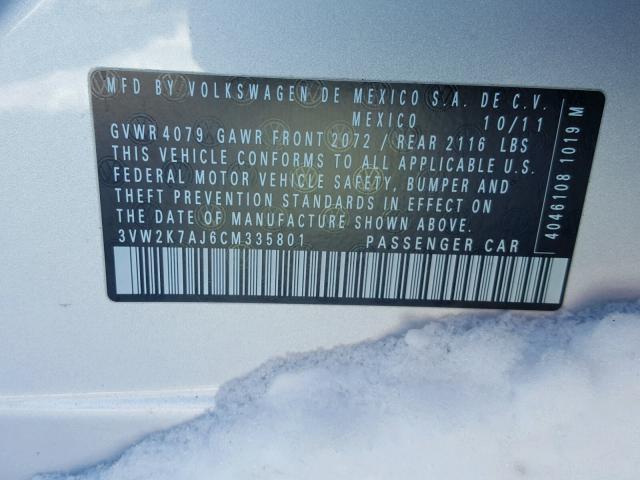 MFD BY VOLKSWAGEN DE MEXICO S.A. DE C.V.
MEXICO 10/11
GVWR 4079 GAWR FRONT 2072 / REAR 2116 LBS
THIS VEHICLE CONFORMS TO ALL APPLICABLE U.S.
FEDERAL MOTOR VEHICLE SAFETY, BUMPER AND
THEFT PREVENTION STANDARDS IN EFFECT ON
THE DATE OF MANUFACTURE SHOWN ABOVE.
3VW2K7AJ6CM335801 PASSENGER CAR
4046108 1019 M